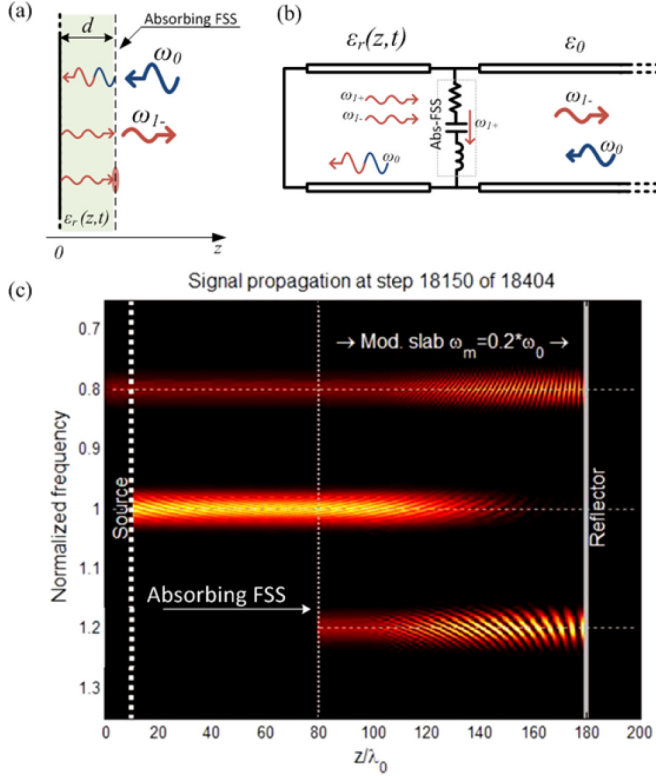 (a)
Absorbing FSS
d
ω0
ω1-
εr(z,t)
0
z
(b)
εr(z,t)
ε0
ω1+
ω1-
Abs-FSS
ω1+
ω1-
ω0
ω0
(c)
Signal propagation at step 18150 of 18404
→ Mod. slab ωm=0.2*ω0 →
Normalized frequency
0.7
0.8
0.9
1
1.1
1.2
1.3
Source
Absorbing FSS
Reflector
0
20
40
60
80
100
120
140
160
180
200
z/λ0